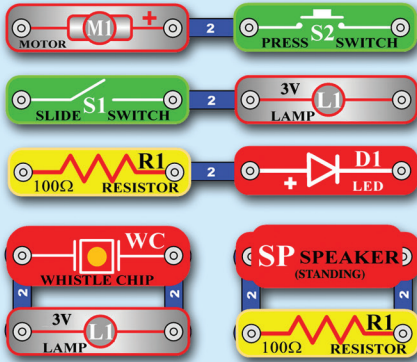 M1 + 2 S2
MOTOR PRESS SWITCH
S1 2 3V L1
SLIDE SWITCH LAMP
R1 2 D1
100Ω RESISTOR + LED
WC SP SPEAKER
WHISTLE CHIP (STANDING)
2 2 2 2
3V L1 R1
LAMP 100Ω RESISTOR